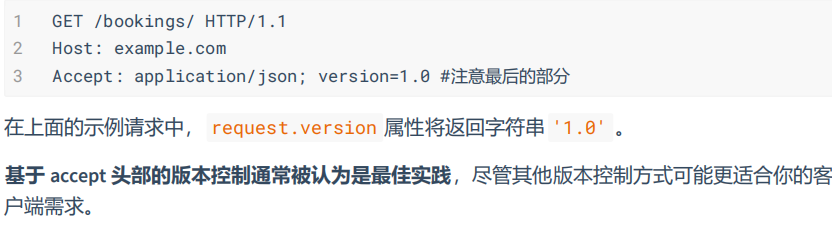 1 GET /bookings/ HTTP/1.1
2 Host: example.com
3 Accept: application/json; version=1.0 #注意最后的部分
在上面的示例请求中， request.version 属性将返回字符串 '1.0' 。
基于 accept 头部的版本控制通常被认为是最佳实践，尽管其他版本控制方式可能更适合你的客
户端需求。